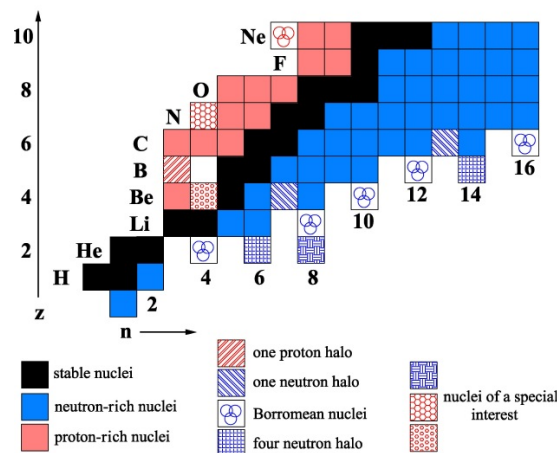 10
Ne
F
8
O
N
6
C
B
16
4
Be
12
14
Li
10
2
He
4
6
8
H
2
z
n
stable nuclei
neutron-rich nuclei
proton-rich nuclei
one proton halo
one neutron halo
Borromean nuclei
four neutron halo
nuclei of a special
interest